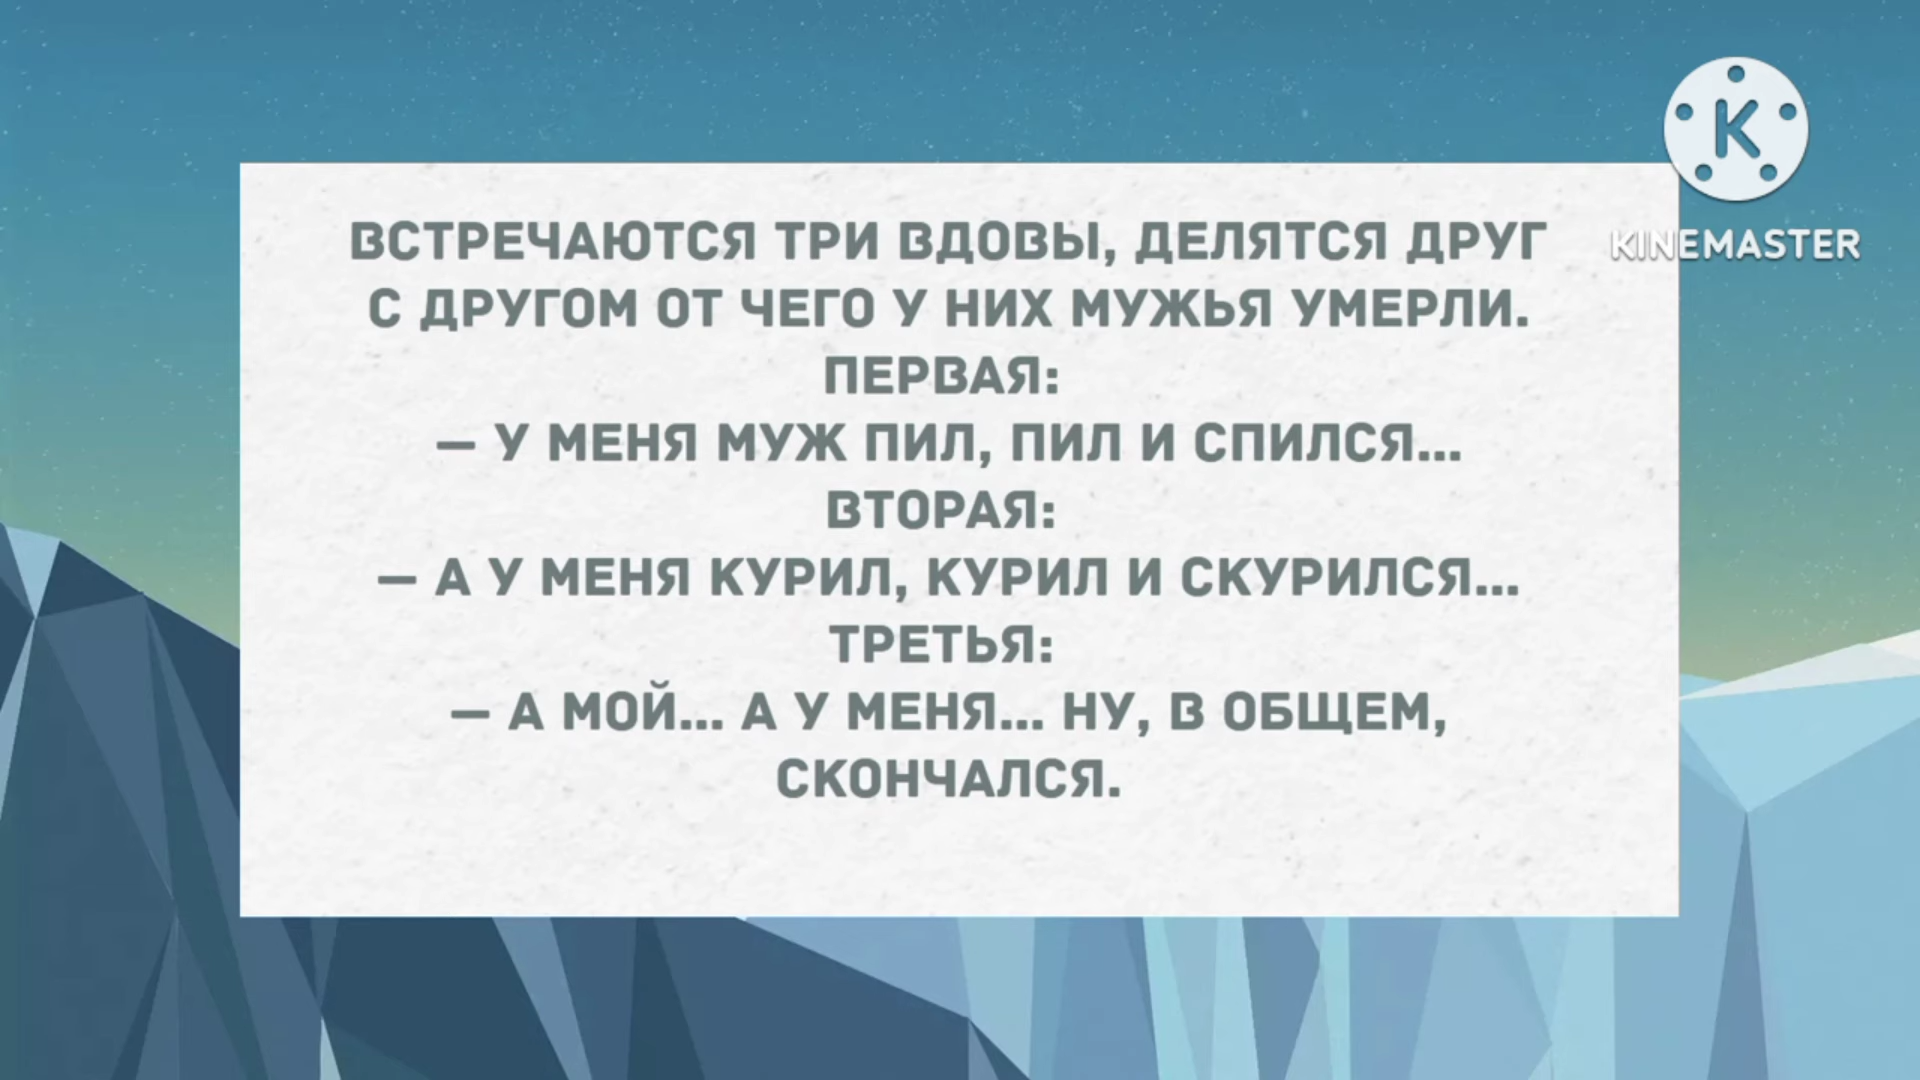 ВСТРЕЧАЮТСЯ ТРИ ВДОВЫ, ДЕЛЯТСЯ ДРУГ
С ДРУГОМ ОТ ЧЕГО У НИХ МУЖЬЯ УМЕРЛИ.
ПЕРВАЯ:
— У МЕНЯ МУЖ ПИЛ, ПИЛ И СПИЛСЯ...
ВТОРАЯ:
— А У МЕНЯ КУРИЛ, КУРИЛ И СКУРИЛСЯ...
ТРЕТЬЯ:
— А МОЙ... А У МЕНЯ... НУ, В ОБЩЕМ,
СКОНЧАЛСЯ.
K
KINEMASTER